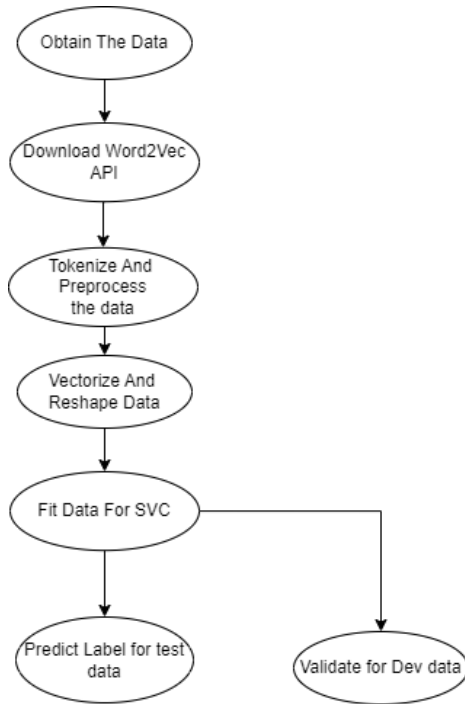 Obtain The Data
Download Word2Vec
API
Tokenize And
Preprocess
the data
Vectorize And
Reshape Data
Fit Data For SVC
Predict Label for test
data
Validate for Dev data